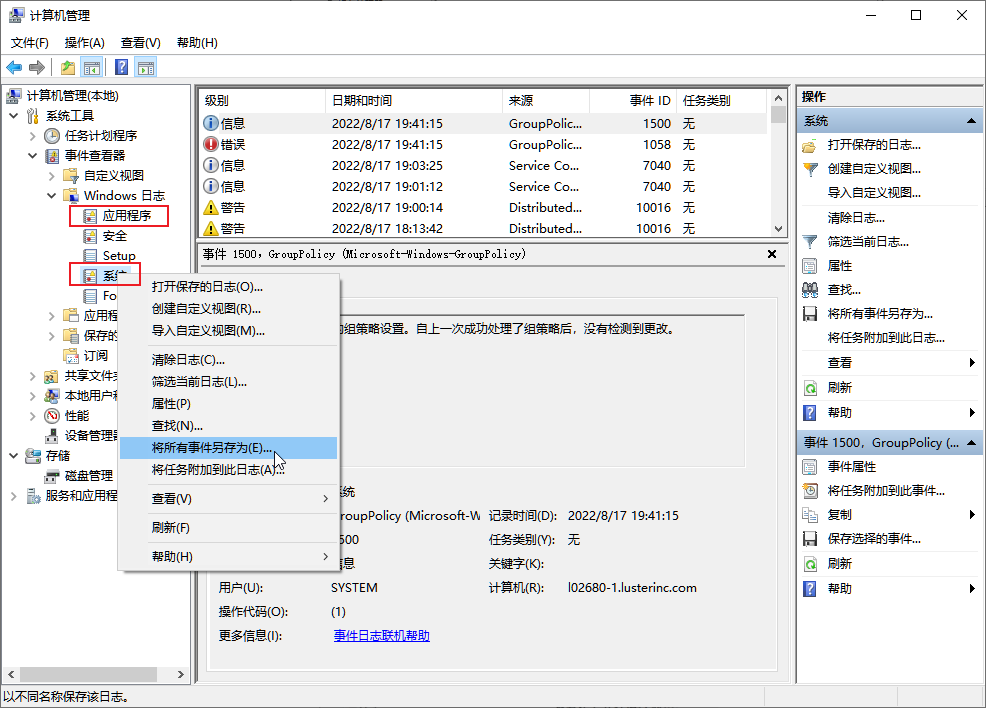 计算机管理
文件(F) 操作(A) 查看(V) 帮助(H)
计算机管理(本地)
系统工具
任务计划程序
事件查看器
自定义视图
Windows 日志
应用程序
安全
Setup
系统
Fo
应用程
保存的
订阅
共享文件夹
本地用户和
性能
设备管理器
存储
磁盘管理
服务和应用程
级别 日期和时间 来源 事件 ID 任务类别
信息 2022/8/17 19:41:15 GroupPolic... 1500 无
错误 2022/8/17 19:41:15 GroupPolic... 1058 无
信息 2022/8/17 19:03:25 Service Co... 7040 无
信息 2022/8/17 19:01:12 Service Co... 7040 无
警告 2022/8/17 19:00:14 Distributed... 10016 无
警告 2022/8/17 18:13:42 Distributed... 10016 无
事件 1500，GroupPolicy (Microsoft-Windows-GroupPolicy)
的组策略设置。自上一次成功处理了组策略后，没有检测到更改。
系统
GroupPolicy (Microsoft-W 记录时间(D): 2022/8/17 19:41:15
500 任务类别(Y): 无
信息 关键字(K):
用户(U): SYSTEM 计算机(R): l02680-1.lusterinc.com
操作代码(O): (1)
更多信息(I): 事件日志联机帮助
打开保存的日志(O)...
创建自定义视图(R)...
导入自定义视图(M)...
清除日志(C)...
筛选当前日志(L)...
属性(P)
查找(N)...
将所有事件另存为(E)...
将任务附加到此日志(A)...
查看(V)
刷新(F)
帮助(H)
操作
系统
打开保存的日志...
创建自定义视图...
导入自定义视图...
清除日志...
筛选当前日志...
属性
查找...
将所有事件另存为...
将任务附加到此日志...
查看
刷新
帮助
事件 1500，GroupPolicy (...
事件属性
将任务附加到此事件...
复制
保存选择的事件...
刷新
帮助
以不同名称保存该日志。